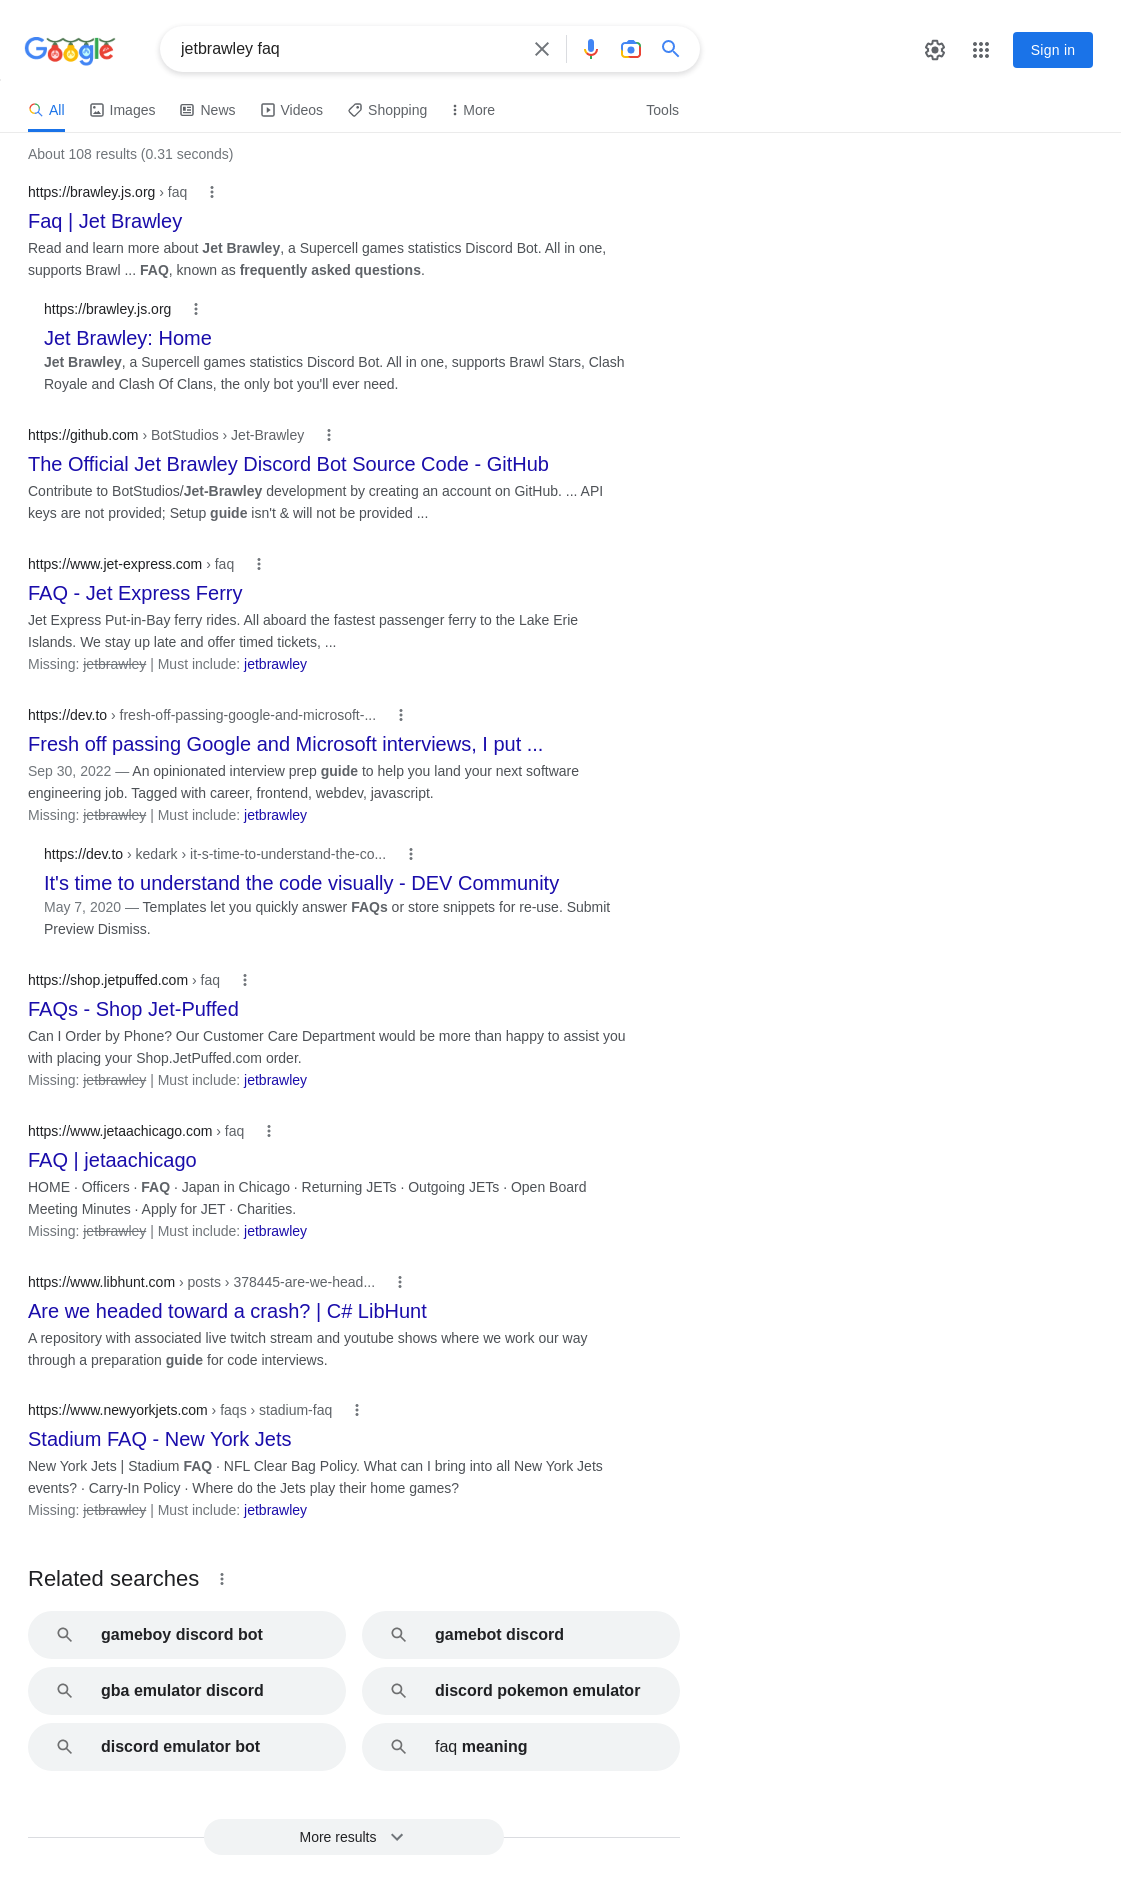 Google
jetbrawley faq
Sign in
All Images News Videos Shopping More Tools
About 108 results (0.31 seconds)
https://brawley.js.org › faq
Faq | Jet Brawley
Read and learn more about Jet Brawley, a Supercell games statistics Discord Bot. All in one,
supports Brawl ... FAQ, known as frequently asked questions.
https://brawley.js.org
Jet Brawley: Home
Jet Brawley, a Supercell games statistics Discord Bot. All in one, supports Brawl Stars, Clash
Royale and Clash Of Clans, the only bot you'll ever need.
https://github.com › BotStudios › Jet-Brawley
The Official Jet Brawley Discord Bot Source Code - GitHub
Contribute to BotStudios/Jet-Brawley development by creating an account on GitHub. ... API
keys are not provided; Setup guide isn't & will not be provided ...
https://www.jet-express.com › faq
FAQ - Jet Express Ferry
Jet Express Put-in-Bay ferry rides. All aboard the fastest passenger ferry to the Lake Erie
Islands. We stay up late and offer timed tickets, ...
Missing: jetbrawley | Must include: jetbrawley
https://dev.to › fresh-off-passing-google-and-microsoft-...
Fresh off passing Google and Microsoft interviews, I put ...
Sep 30, 2022 — An opinionated interview prep guide to help you land your next software
engineering job. Tagged with career, frontend, webdev, javascript.
Missing: jetbrawley | Must include: jetbrawley
https://dev.to › kedark › it-s-time-to-understand-the-co...
It's time to understand the code visually - DEV Community
May 7, 2020 — Templates let you quickly answer FAQs or store snippets for re-use. Submit
Preview Dismiss.
https://shop.jetpuffed.com › faq
FAQs - Shop Jet-Puffed
Can I Order by Phone? Our Customer Care Department would be more than happy to assist you
with placing your Shop.JetPuffed.com order.
Missing: jetbrawley | Must include: jetbrawley
https://www.jetaachicago.com › faq
FAQ | jetaachicago
HOME · Officers · FAQ · Japan in Chicago · Returning JETs · Outgoing JETs · Open Board
Meeting Minutes · Apply for JET · Charities.
Missing: jetbrawley | Must include: jetbrawley
https://www.libhunt.com › posts › 378445-are-we-head...
Are we headed toward a crash? | C# LibHunt
A repository with associated live twitch stream and youtube shows where we work our way
through a preparation guide for code interviews.
https://www.newyorkjets.com › faqs › stadium-faq
Stadium FAQ - New York Jets
New York Jets | Stadium FAQ · NFL Clear Bag Policy. What can I bring into all New York Jets
events? · Carry-In Policy · Where do the Jets play their home games?
Missing: jetbrawley | Must include: jetbrawley
Related searches
gameboy discord bot
gamebot discord
gba emulator discord
discord pokemon emulator
discord emulator bot
faq meaning
More results